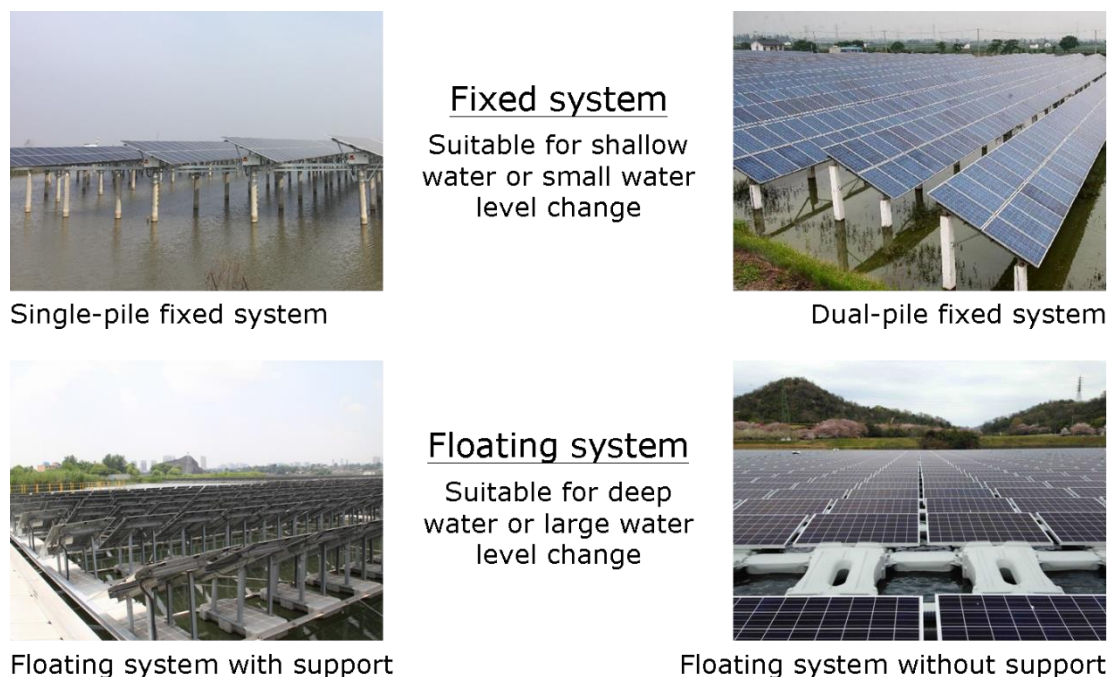 Fixed system
Suitable for shallow
water or small water
level change
Single-pile fixed system
Dual-pile fixed system
Floating system
Suitable for deep
water or large water
level change
Floating system with support
Floating system without support